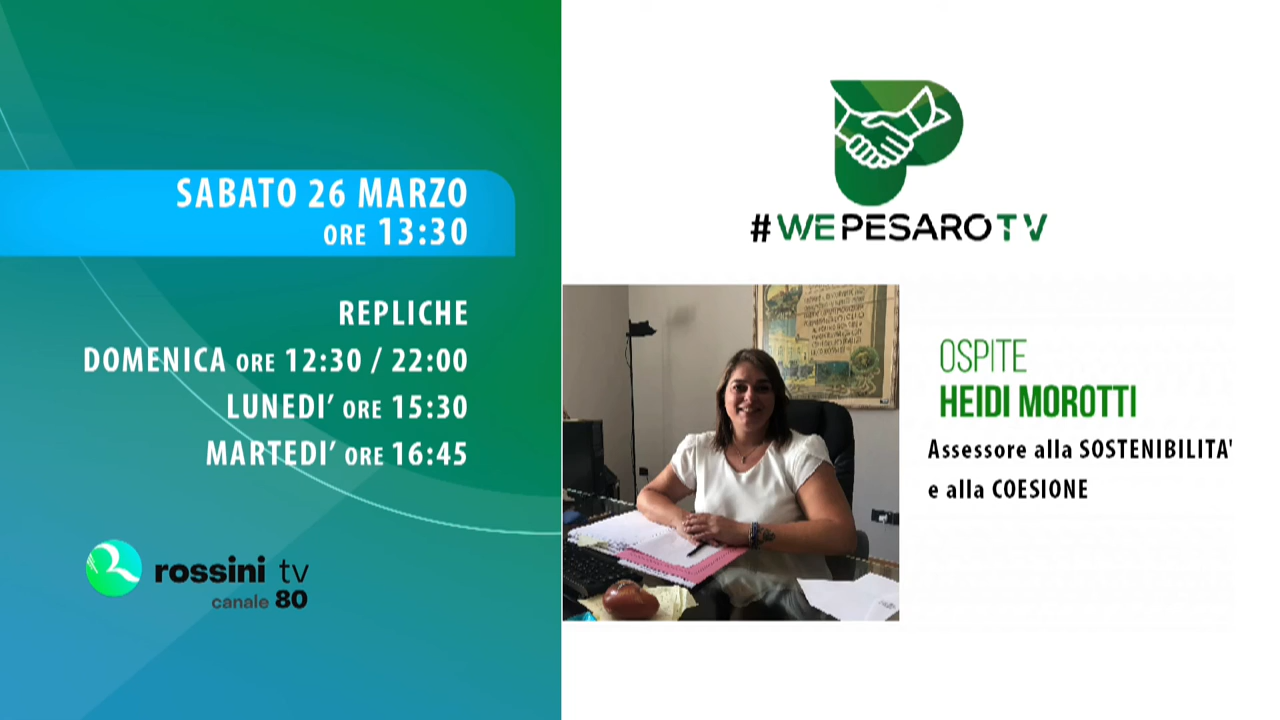 SABATO 26 MARZO
ORE 13:30
REPLICHE
DOMENICA ORE 12:30 / 22:00
LUNEDI' ORE 15:30
MARTEDI' ORE 16:45
rossini tv
canale 80
#WEPESAROTV
OSPITE
HEIDI MOROTTI
Assessore alla SOSTENIBILITA'
e alla COESIONE